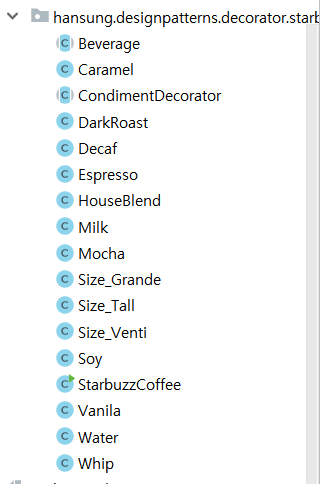 hansung.designpatterns.decorator.starb
Beverage
Caramel
CondimentDecorator
DarkRoast
Decaf
Espresso
HouseBlend
Milk
Mocha
Size_Grande
Size_Tall
Size_Venti
Soy
StarbuzzCoffee
Vanila
Water
Whip